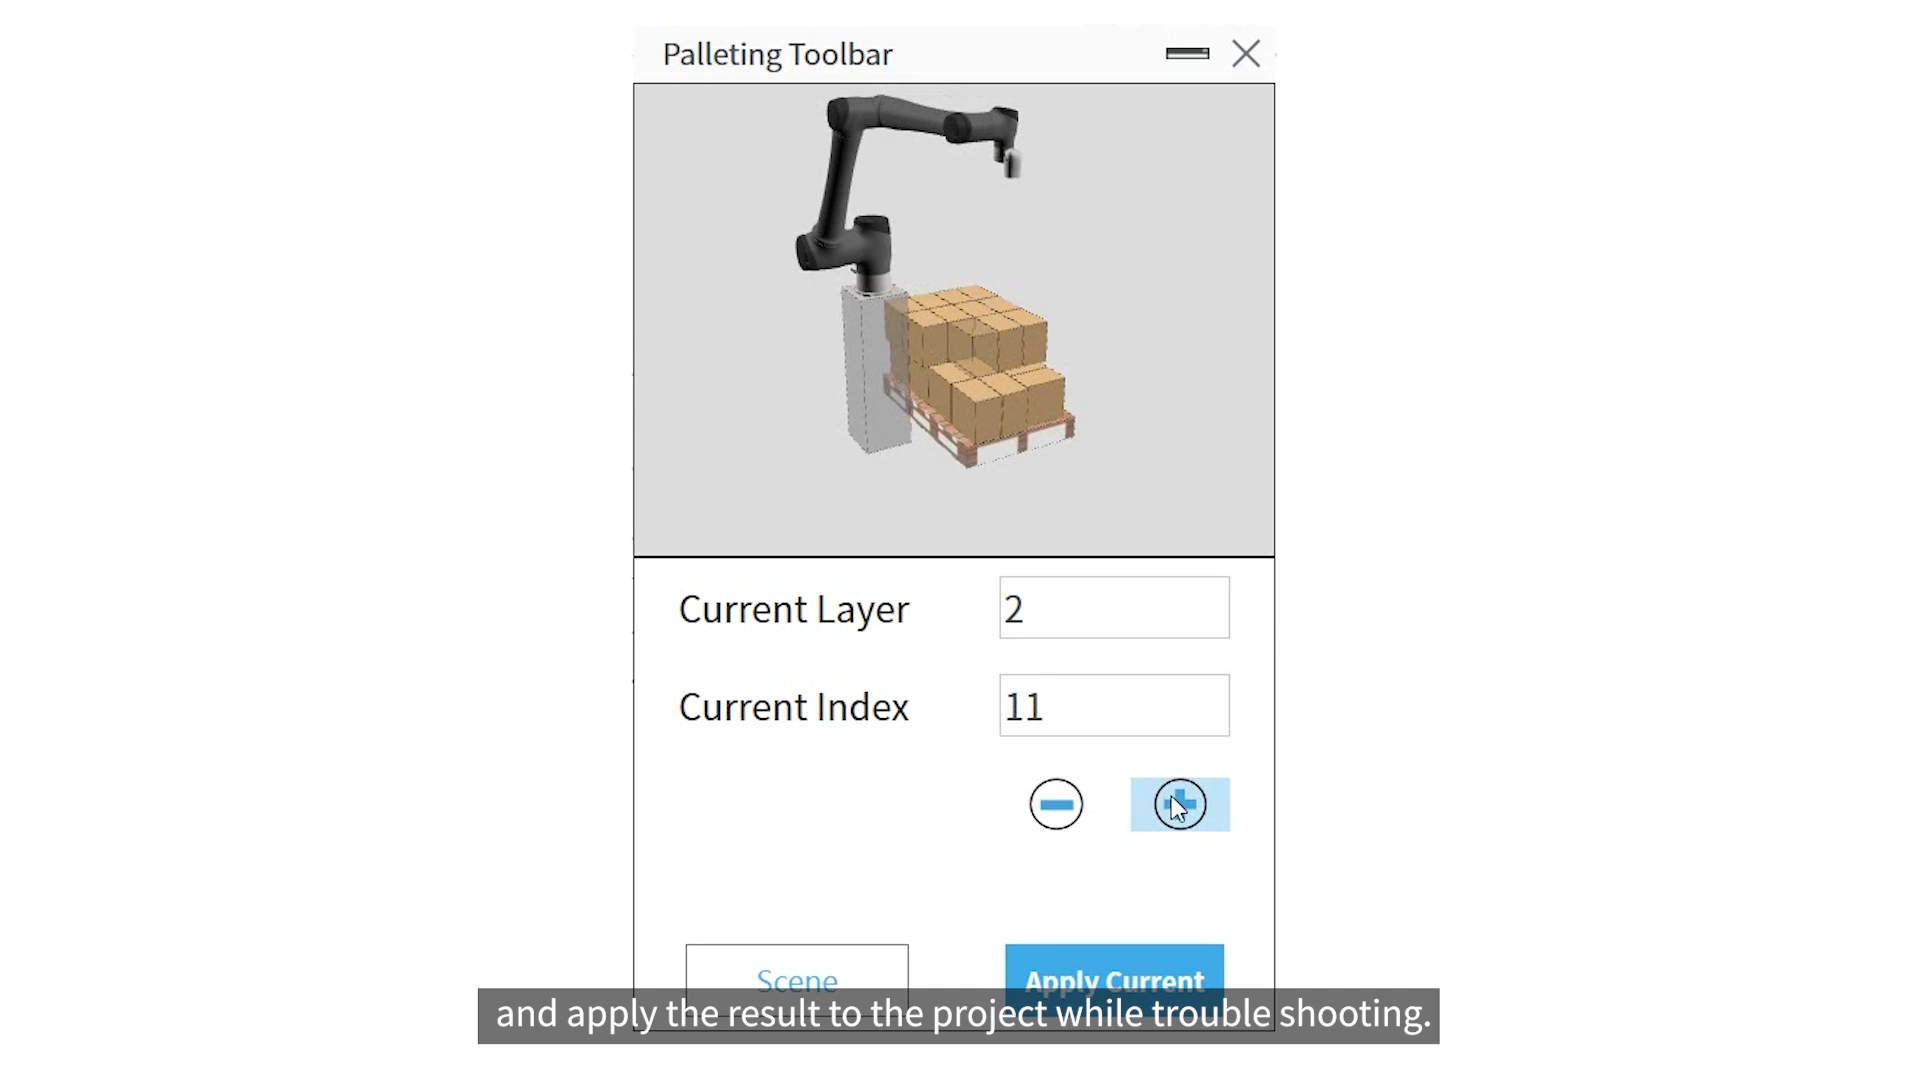 Palleting Toolbar
Current Layer 2
Current Index 11
Scene Apply Current
and apply the result to the project while trouble shooting.